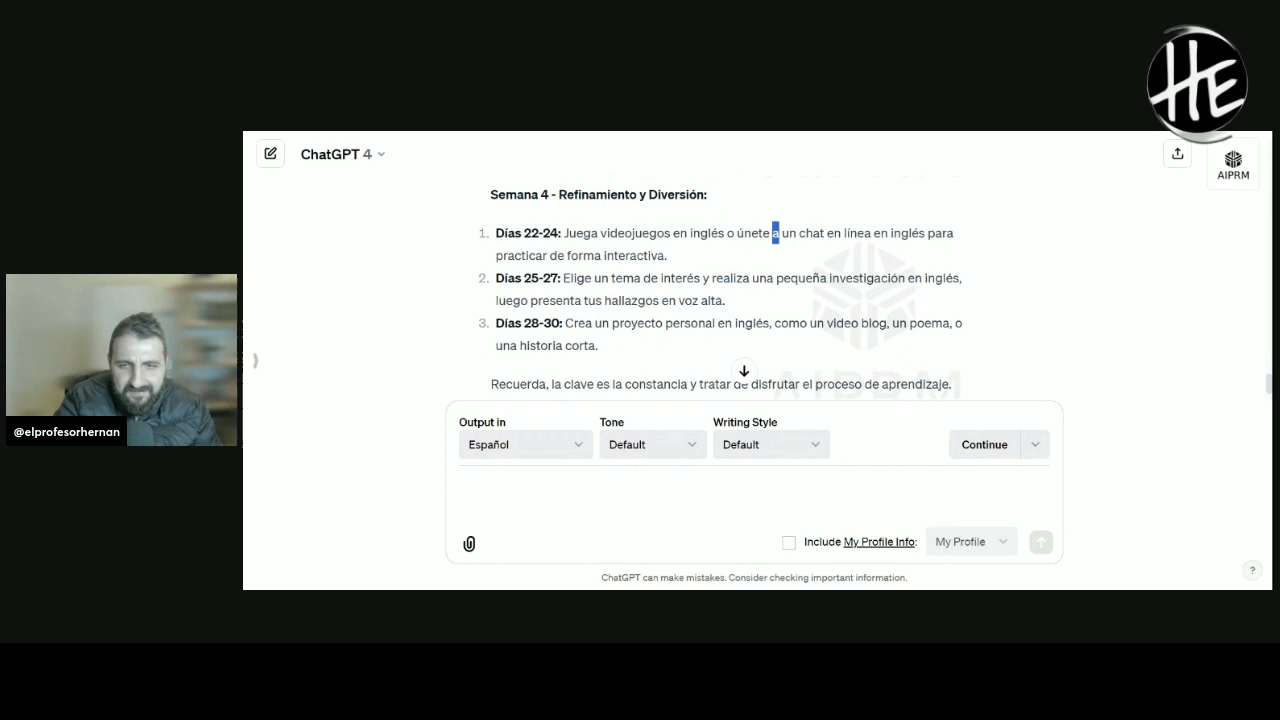 HE
ChatGPT 4
AIPRM
Semana 4 - Refinamiento y Diversión:
1. Días 22-24: Juega videojuegos en inglés o únete a un chat en línea en inglés para
practicar de forma interactiva.
2. Días 25-27: Elige un tema de interés y realiza una pequeña investigación en inglés,
luego presenta tus hallazgos en voz alta.
3. Días 28-30: Crea un proyecto personal en inglés, como un video blog, un poema, o
una historia corta.
Recuerda, la clave es la constancia y tratar de disfrutar el proceso de aprendizaje.
AIPRM
@elprofesorhernan
Output in
Tone
Writing Style
Español
Default
Default
Continue
Include My Profile Info:
My Profile
ChatGPT can make mistakes. Consider checking important information.
?